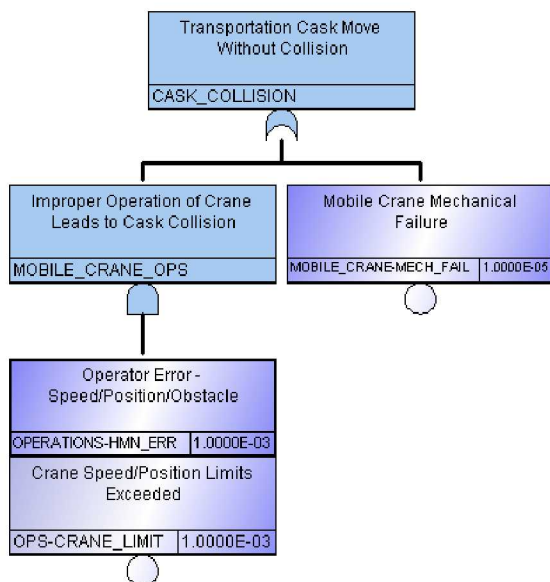 Transportation Cask Move
Without Collision
CASK_COLLISION
Improper Operation of Crane
Leads to Cask Collision
MOBILE_CRANE_OPS
Mobile Crane Mechanical
Failure
MOBILE_CRANE-MECH_FAIL 1.0000E-05
Operator Error -
Speed/Position/Obstacle
OPERATIONS-HMN_ERR 1.0000E-03
Crane Speed/Position Limits
Exceeded
OPS-CRANE_LIMIT 1.0000E-03